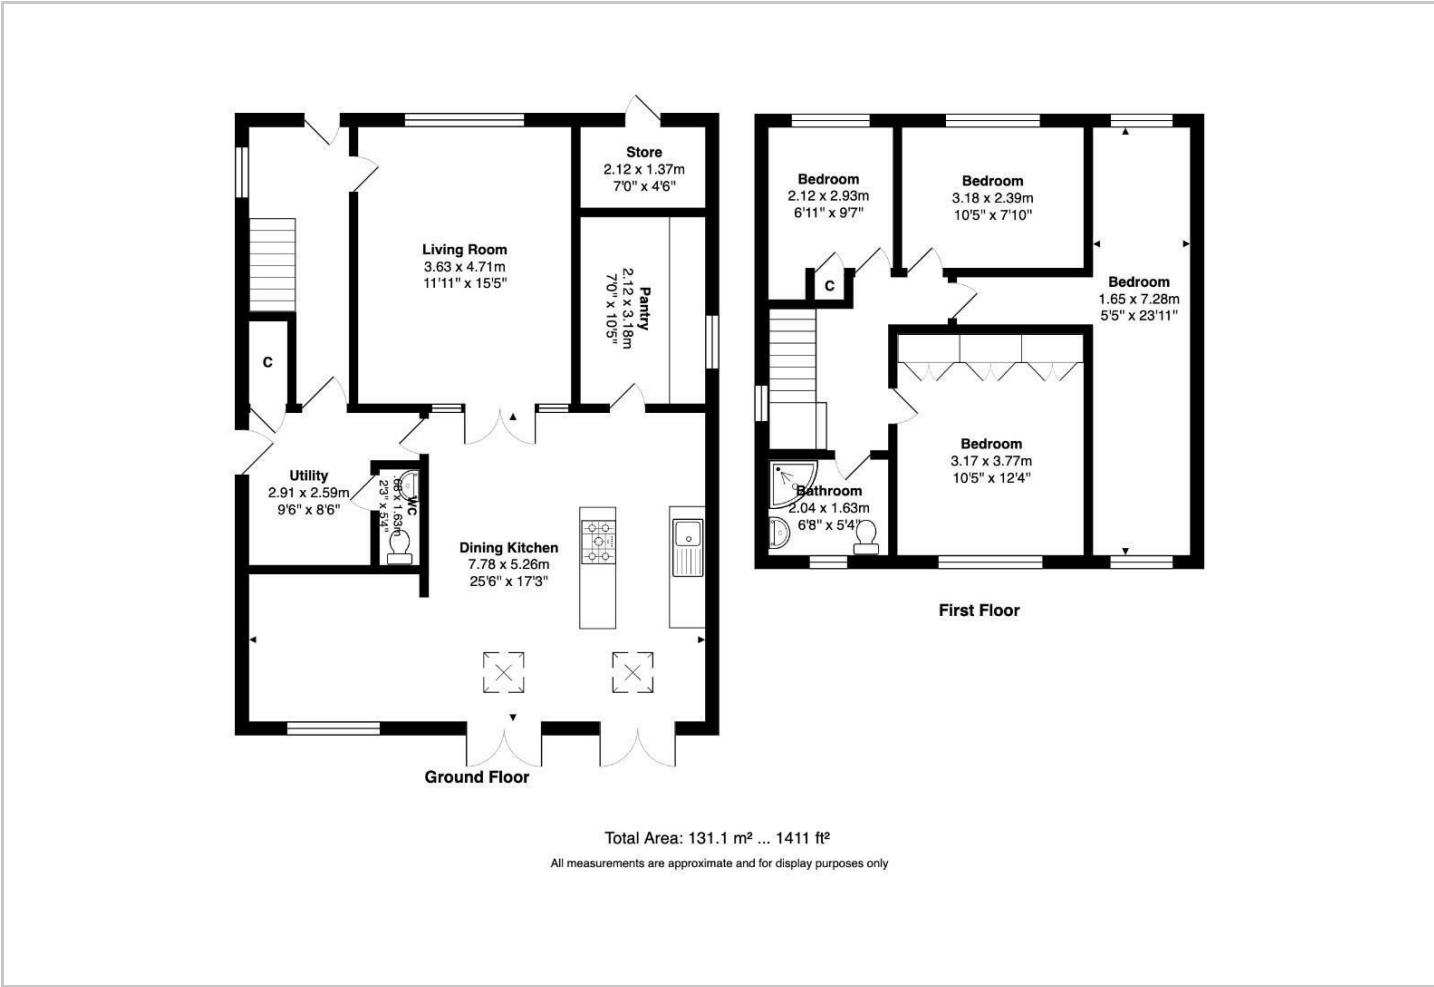 Store
2.12 x 1.37m
7'0" x 4'6"
Living Room
3.63 x 4.71m
11'11" x 15'5"
Pantry
2.12 x 3.18m
7'0" x 10'5"
C
Utility
2.91 x 2.59m
9'6" x 8'6"
WC
.68 x 1.63m
2'3" x 5'4"
Dining Kitchen
7.78 x 5.26m
25'6" x 17'3"
Ground Floor
Bedroom
2.12 x 2.93m
6'11" x 9'7"
Bedroom
3.18 x 2.39m
10'5" x 7'10"
C
Bedroom
1.65 x 7.28m
5'5" x 23'11"
Bedroom
3.17 x 3.77m
10'5" x 12'4"
Bathroom
2.04 x 1.63m
6'8" x 5'4"
First Floor
Total Area: 131.1 m² ... 1411 ft²
All measurements are approximate and for display purposes only